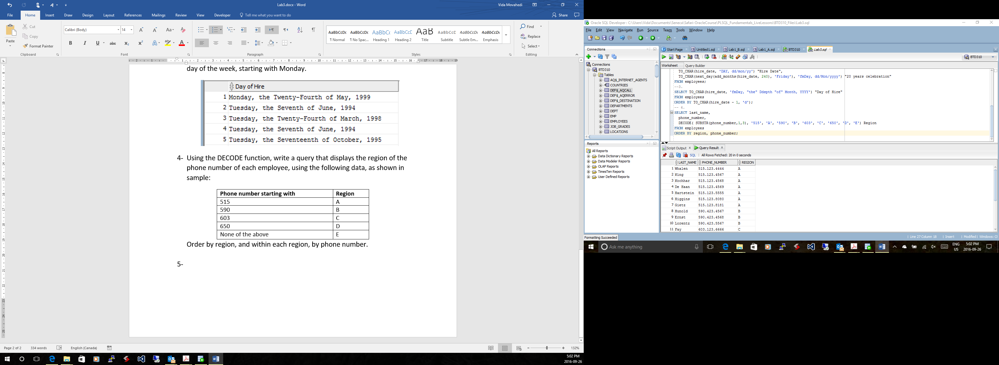 Lab3.docx - Word
Vida Movahedi
File Home Insert Draw Design Layout References Mailings Review View Developer Tell me what you want to do
Share
Paste
Cut
Copy
Format Painter
Clipboard
Calibri (Body) 14
Font
Paragraph
AaBbCcDc AaBbCcDc AaBbC( AaBbCcC AaB AaBbCcC AaBbCcDc AaBbCcDc
¶ Normal ¶ No Spac... Heading 1 Heading 2 Title Subtitle Subtle Em... Emphasis
Styles
Find
Replace
Select
Editing
day of the week, starting with Monday.
Day of Hire
1 Monday, the Twenty-Fourth of May, 1999
2 Tuesday, the Seventh of June, 1994
3 Tuesday, the Twenty-Fourth of March, 1998
4 Tuesday, the Seventh of June, 1994
5 Tuesday, the Seventeenth of October, 1995
4- Using the DECODE function, write a query that displays the region of the
phone number of each employee, using the following data, as shown in
sample:
Phone number starting with Region
515 A
590 B
603 C
650 D
None of the above E
Order by region, and within each region, by phone number.
5-
Page 2 of 2 334 words English (Canada)
132%
5:02 PM
2016-09-26
Oracle SQL Developer : C:\Users\Vida\Documents\Seneca\Safari-OracleCourse\PLSQL_Fundamentals_LiveLessons\BTD310_Files\Lab3.sql
File Edit View Navigate Run Source Team Tools Window Help
Connections
Connections
BTD310
Tables
AQ$_INTERNET_AGENTS
COUNTRIES
DEF$_AQCALL
DEF$_AQERROR
DEF$_DESTINATION
DEPARTMENTS
DEPT
EMP
EMPLOYEES
JOB_GRADES
LOCATIONS
Reports
All Reports
Data Dictionary Reports
Data Modeler Reports
OLAP Reports
TimesTen Reports
User Defined Reports
Start Page Untitled1.sql Lab1_B.sql Lab1_A.sql BTD310 Lab3.sql
BTD310
Worksheet Query Builder
TO_CHAR(hire_date, 'DAY, dd/mon/yy') "Hire Date",
TO_CHAR(next_day(add_months(hire_date, 240), 'Friday'), 'fmDay, dd/Mon/yyyy') "20 years celebration"
FROM employees;
--3.
SELECT TO_CHAR(hire_date, 'fmDay, "the" Ddspth "of" Month, YYYY') "Day of Hire"
FROM employees
ORDER BY TO_CHAR(hire_date - 1, 'd');
-- 4.
SELECT last_name,
phone_number,
DECODE( SUBSTR(phone_number,1,3), '515', 'A', '590', 'B', '603', 'C', '650', 'D', 'E') Region
FROM employees
ORDER BY region, phone_number;
Script Output Query Result
SQL All Rows Fetched: 20 in 0 seconds
LAST_NAME PHONE_NUMBER REGION
1 Whalen 515.123.4444 A
2 King 515.123.4567 A
3 Kochhar 515.123.4568 A
4 De Haan 515.123.4569 A
5 Hartstein 515.123.5555 A
6 Higgins 515.123.8080 A
7 Gietz 515.123.8181 A
8 Hunold 590.423.4567 B
9 Ernst 590.423.4568 B
10 Lorentz 590.423.5567 B
11 Fay 603.123.6666 C
Formatting Succeeded
Line 27 Column 18 Insert Modified Windows: C
Ask me anything
ENG
US
5:02 PM
2016-09-26